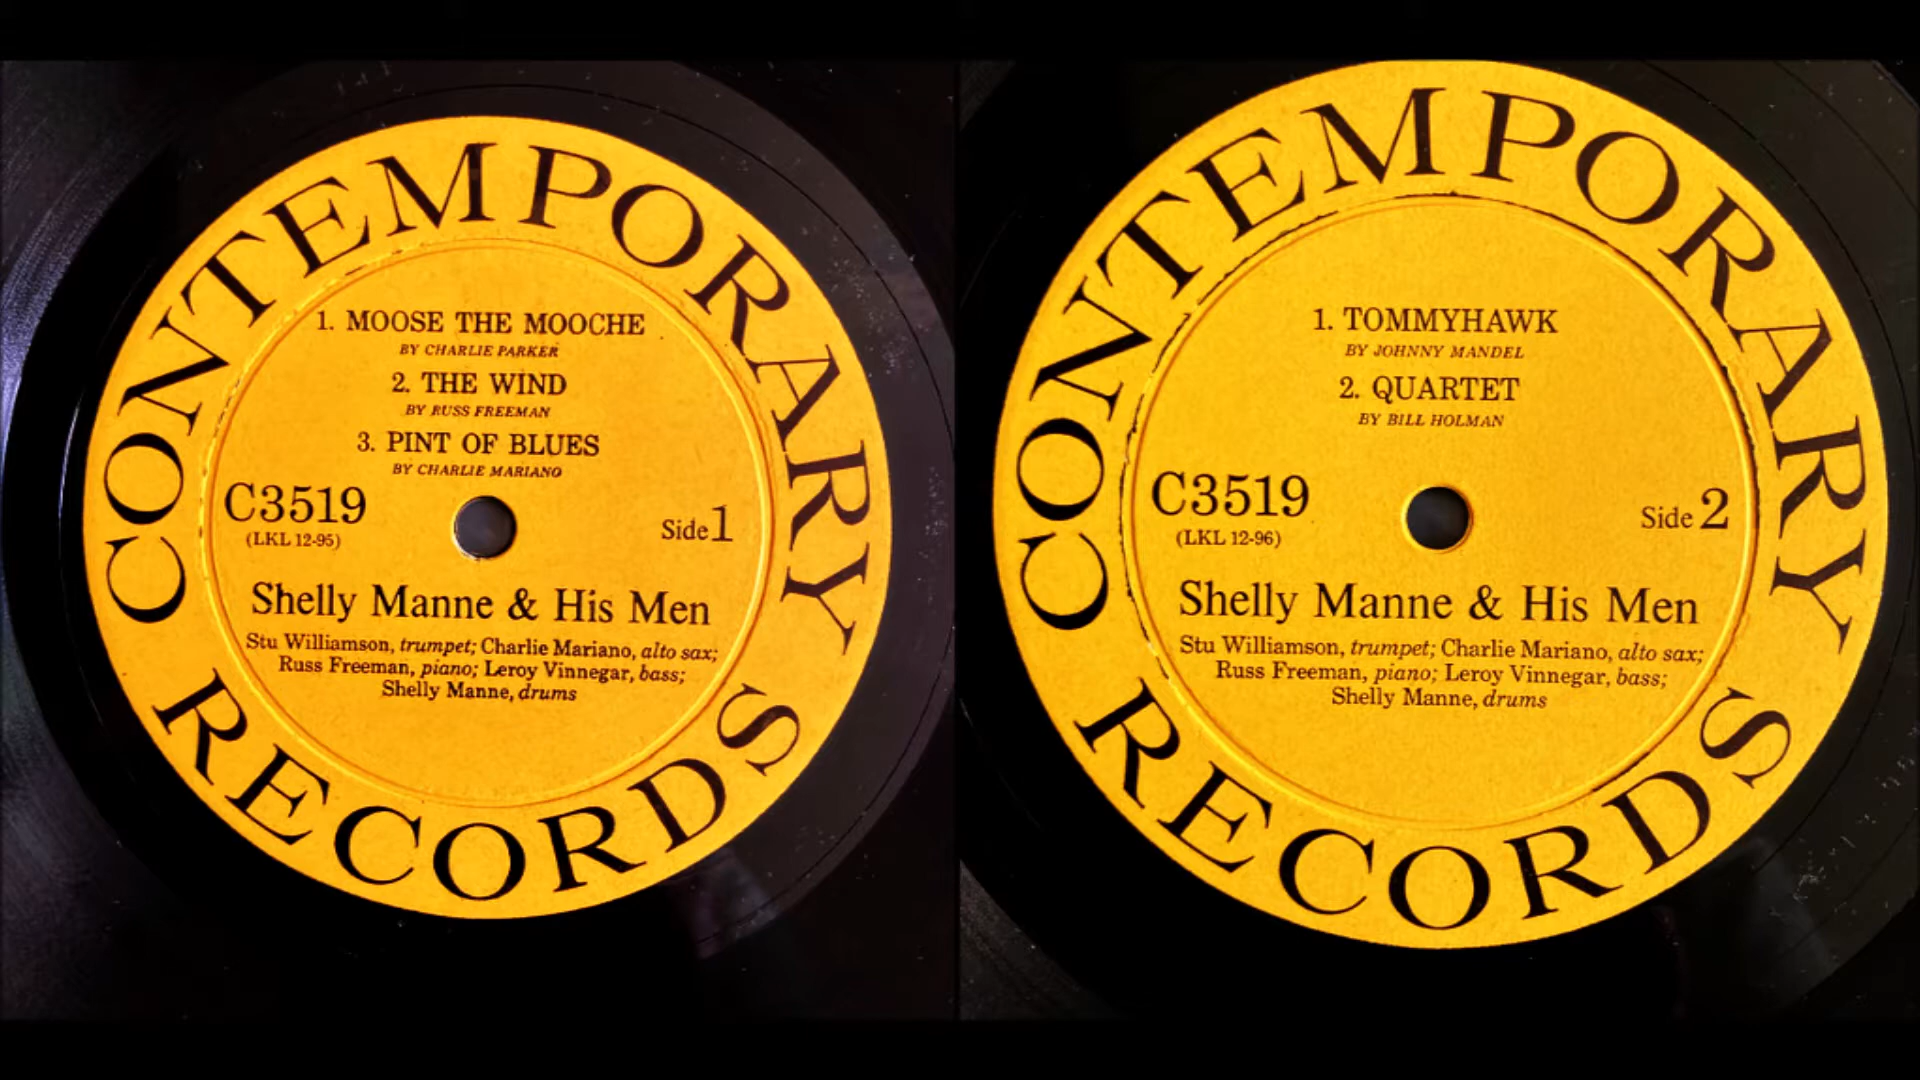 CONTEMPORARY
1. MOOSE THE MOOCHE
BY CHARLIE PARKER
2. THE WIND
BY RUSS FREEMAN
3. PINT OF BLUES
BY CHARLIE MARIANO
C3519
(LKL 12-95)
Side 1
Shelly Manne & His Men
Stu Williamson, trumpet; Charlie Mariano, alto sax;
Russ Freeman, piano; Leroy Vinnegar, bass;
Shelly Manne, drums
RECORDS
CONTEMPORARY
1. TOMMYHAWK
BY JOHNNY MANDEL
2. QUARTET
BY BILL HOLMAN
C3519
(LKL 12-96)
Side 2
Shelly Manne & His Men
Stu Williamson, trumpet; Charlie Mariano, alto sax;
Russ Freeman, piano; Leroy Vinnegar, bass;
Shelly Manne, drums
RECORDS